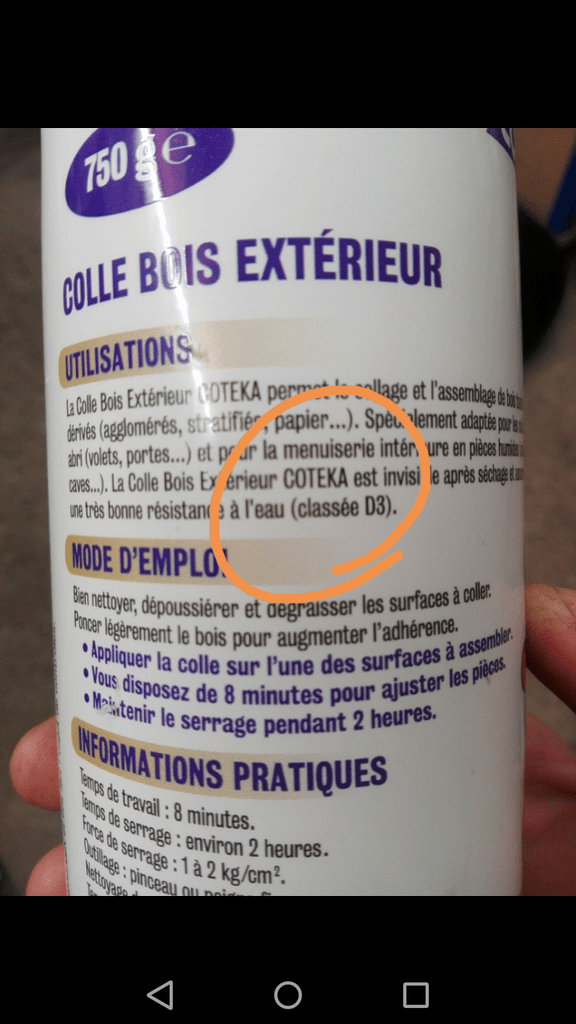 750 g e
COLLE BOIS EXTÉRIEUR
UTILISATIONS
La Colle Bois Extérieur COTEKA permet le collage et l'assemblage de bois
dérivés (agglomérés, stratifiés, papier...). Spécialement adaptée pour les
abri (volets, portes...) et pour la menuiserie intérieure en pièces humides
caves...). La Colle Bois Extérieur COTEKA est invisible après séchage et
une très bonne résistance à l'eau (classée D3).
MODE D'EMPLOI
Bien nettoyer, dépoussiérer et dégraisser les surfaces à coller.
Poncer légèrement le bois pour augmenter l'adhérence.
• Appliquer la colle sur l'une des surfaces à assembler.
• Vous disposez de 8 minutes pour ajuster les pièces.
• Maintenir le serrage pendant 2 heures.
INFORMATIONS PRATIQUES
Temps de travail : 8 minutes.
Temps de serrage : environ 2 heures.
Force de serrage : 1 à 2 kg/cm².
Outillage : pinceau ou
Nettoyage